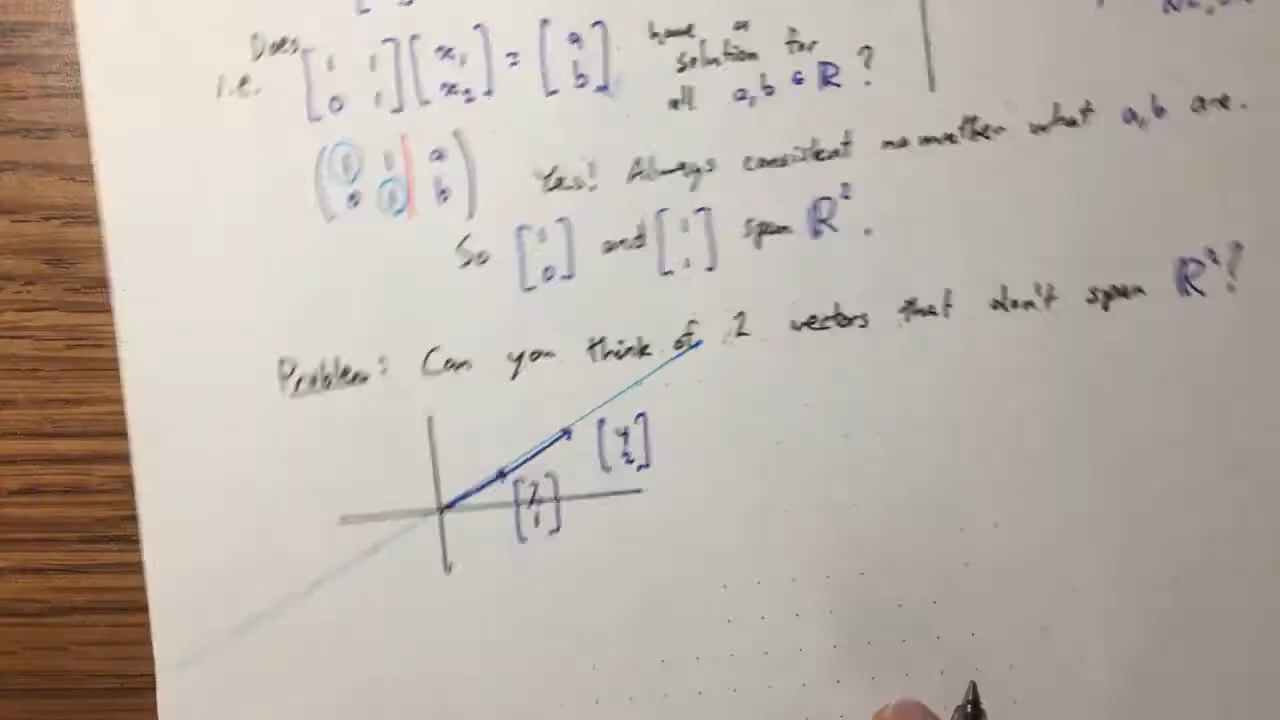 Does
i.e. [1 1; 0 1] [x₁; x₂] = [a; b] have a solution for all a, b ∈ ℝ?
(1 1 | a; 0 1 | b) Yes! Always consistent no matter what a, b are.
So [1; 0] and [1; 1] span ℝ².
Problem: Can you think of 2 vectors that don't span ℝ²?
[4; 2]
[2; 1]